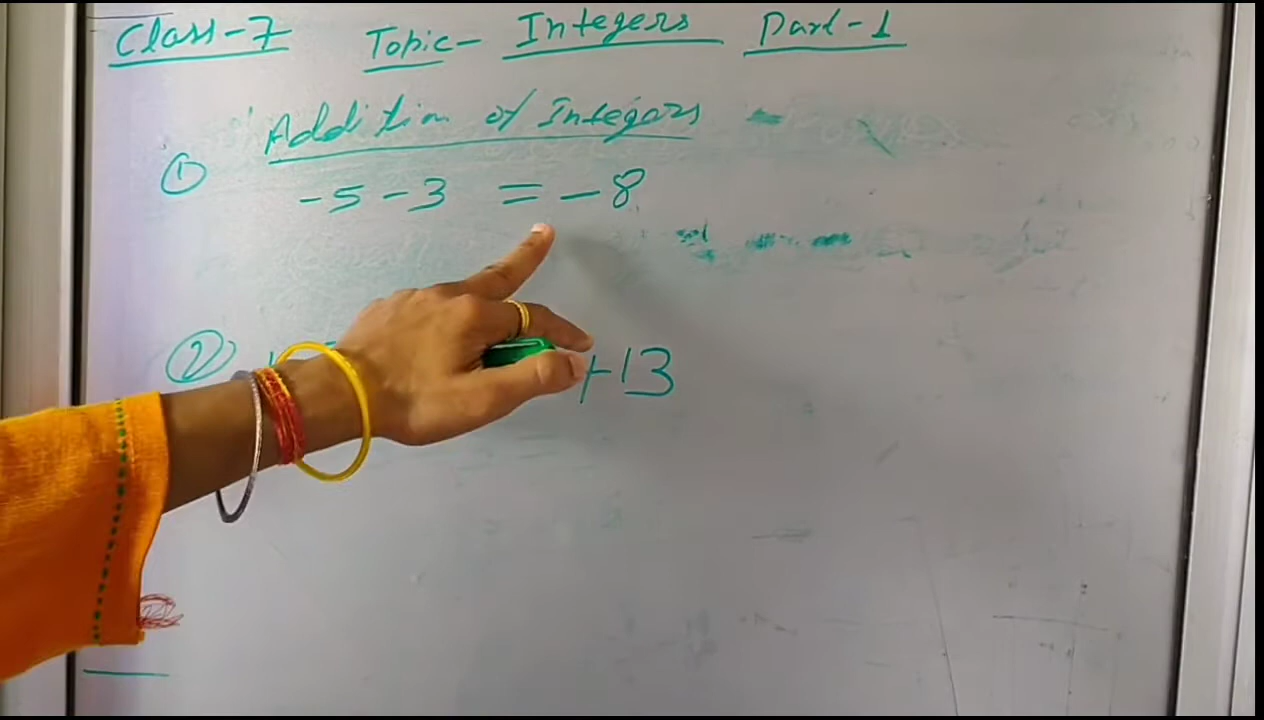 Class-7 Topic- Integers Part-1
Addition of Integers
① -5 -3 = -8
② +13